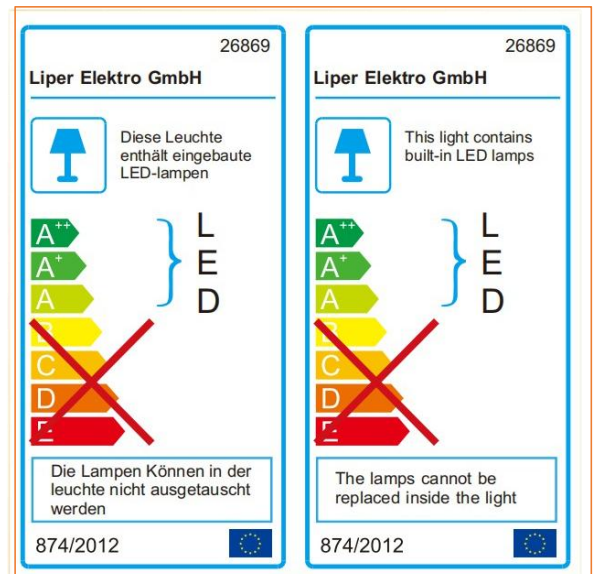 26869
Liper Elektro GmbH
Diese Leuchte
enthält eingebaute
LED-lampen
A++
A+
A
B
C
D
E
L
E
D
Die Lampen Können in der
leuchte nicht ausgetauscht
werden
874/2012
26869
Liper Elektro GmbH
This light contains
built-in LED lamps
A++
A+
A
B
C
D
E
L
E
D
The lamps cannot be
replaced inside the light
874/2012